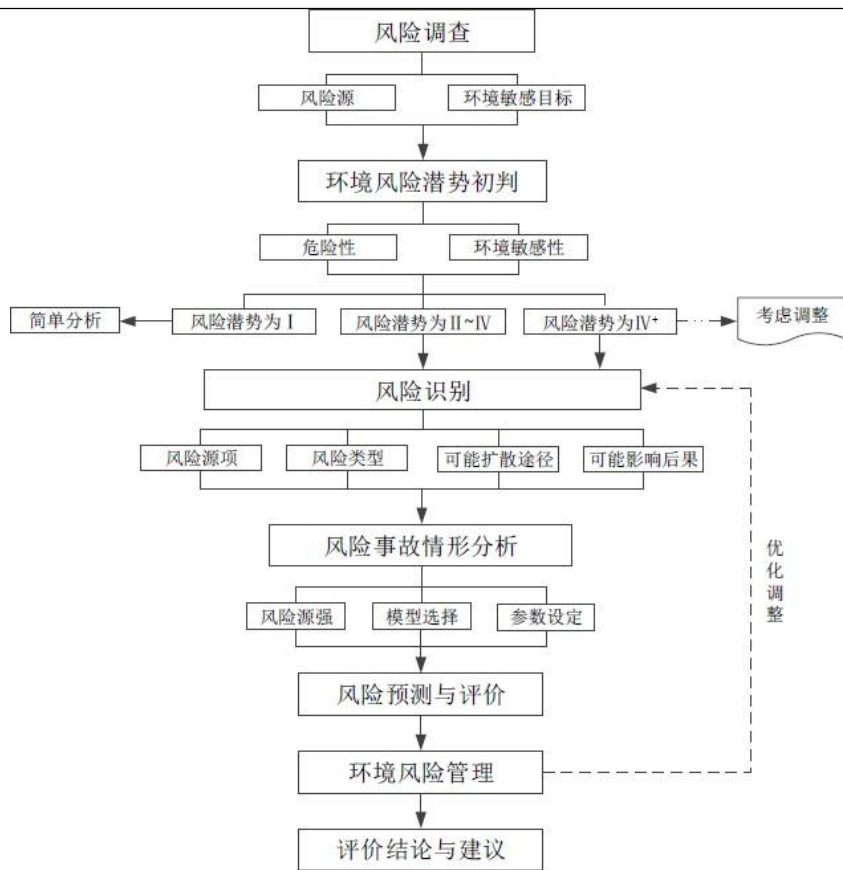 风险调查
风险源 环境敏感目标
环境风险潜势初判
危险性 环境敏感性
简单分析 风险潜势为Ⅰ 风险潜势为Ⅱ~Ⅳ 风险潜势为Ⅳ⁺ 考虑调整
风险识别
风险源项 风险类型 可能扩散途径 可能影响后果
风险事故情形分析
优化调整
风险源强 模型选择 参数设定
风险预测与评价
环境风险管理
评价结论与建议